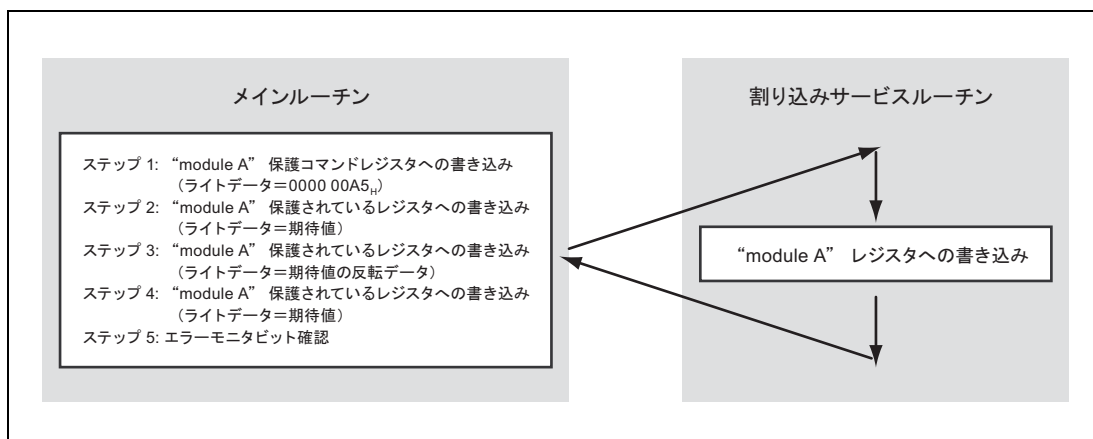 メインルーチン
ステップ 1: “module A” 保護コマンドレジスタへの書き込み
(ライトデータ=0000 00A5H)
ステップ 2: “module A” 保護されているレジスタへの書き込み
(ライトデータ=期待値)
ステップ 3: “module A” 保護されているレジスタへの書き込み
(ライトデータ=期待値の反転データ)
ステップ 4: “module A” 保護されているレジスタへの書き込み
(ライトデータ=期待値)
ステップ 5: エラーモニタビット確認
割り込みサービスルーチン
“module A” レジスタへの書き込み